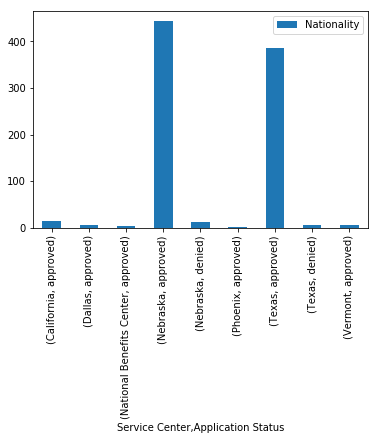 Nationality
400
300
200
100
0
(California, approved)
(Dallas, approved)
(National Benefits Center, approved)
(Nebraska, approved)
(Nebraska, denied)
(Phoenix, approved)
(Texas, approved)
(Texas, denied)
(Vermont, approved)
Service Center,Application Status